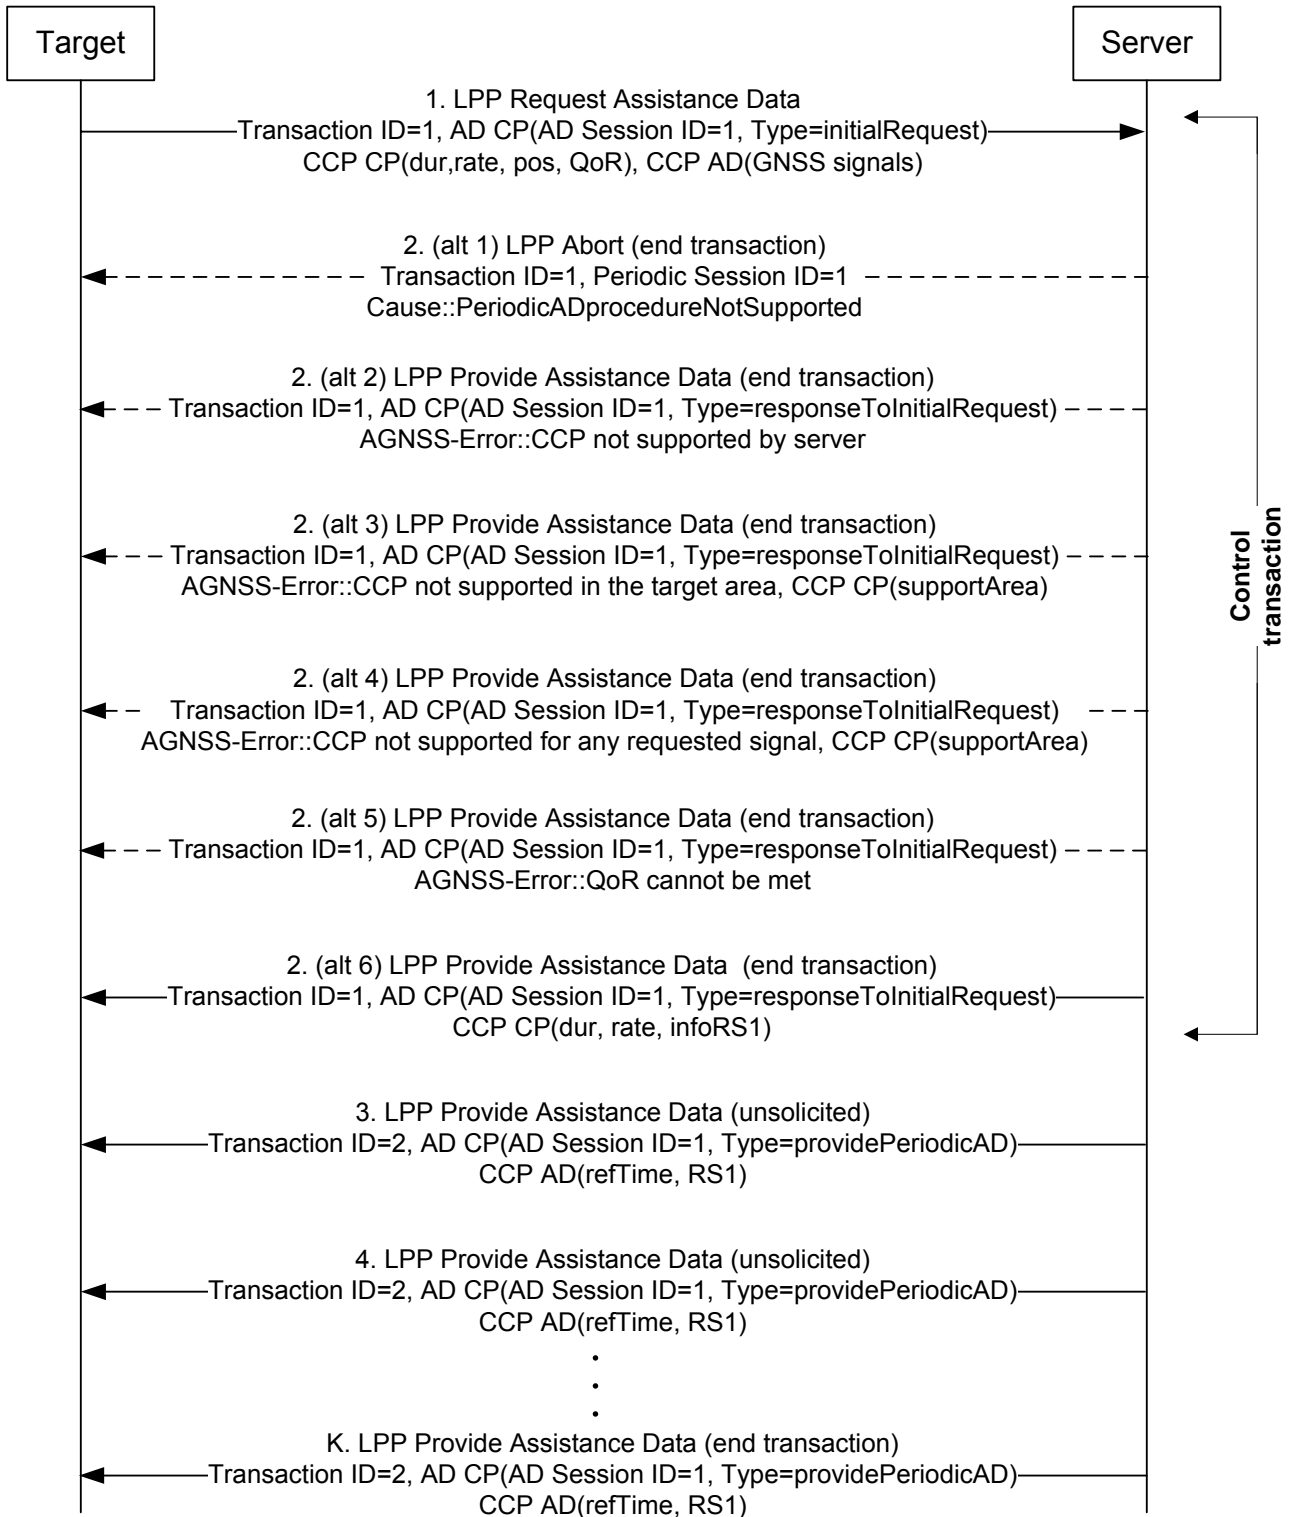 Target
Server
1. LPP Request Assistance Data
Transaction ID=1, AD CP(AD Session ID=1, Type=initialRequest)
CCP CP(dur,rate, pos, QoR), CCP AD(GNSS signals)
2. (alt 1) LPP Abort (end transaction)
Transaction ID=1, Periodic Session ID=1
Cause::PeriodicADprocedureNotSupported
2. (alt 2) LPP Provide Assistance Data (end transaction)
Transaction ID=1, AD CP(AD Session ID=1, Type=responseToInitialRequest)
AGNSS-Error::CCP not supported by server
2. (alt 3) LPP Provide Assistance Data (end transaction)
Transaction ID=1, AD CP(AD Session ID=1, Type=responseToInitialRequest)
AGNSS-Error::CCP not supported in the target area, CCP CP(supportArea)
Control
transaction
2. (alt 4) LPP Provide Assistance Data (end transaction)
Transaction ID=1, AD CP(AD Session ID=1, Type=responseToInitialRequest)
AGNSS-Error::CCP not supported for any requested signal, CCP CP(supportArea)
2. (alt 5) LPP Provide Assistance Data (end transaction)
Transaction ID=1, AD CP(AD Session ID=1, Type=responseToInitialRequest)
AGNSS-Error::QoR cannot be met
2. (alt 6) LPP Provide Assistance Data (end transaction)
Transaction ID=1, AD CP(AD Session ID=1, Type=responseToInitialRequest)
CCP CP(dur, rate, infoRS1)
3. LPP Provide Assistance Data (unsolicited)
Transaction ID=2, AD CP(AD Session ID=1, Type=providePeriodicAD)
CCP AD(refTime, RS1)
4. LPP Provide Assistance Data (unsolicited)
Transaction ID=2, AD CP(AD Session ID=1, Type=providePeriodicAD)
CCP AD(refTime, RS1)
K. LPP Provide Assistance Data (end transaction)
Transaction ID=2, AD CP(AD Session ID=1, Type=providePeriodicAD)
CCP AD(refTime, RS1)